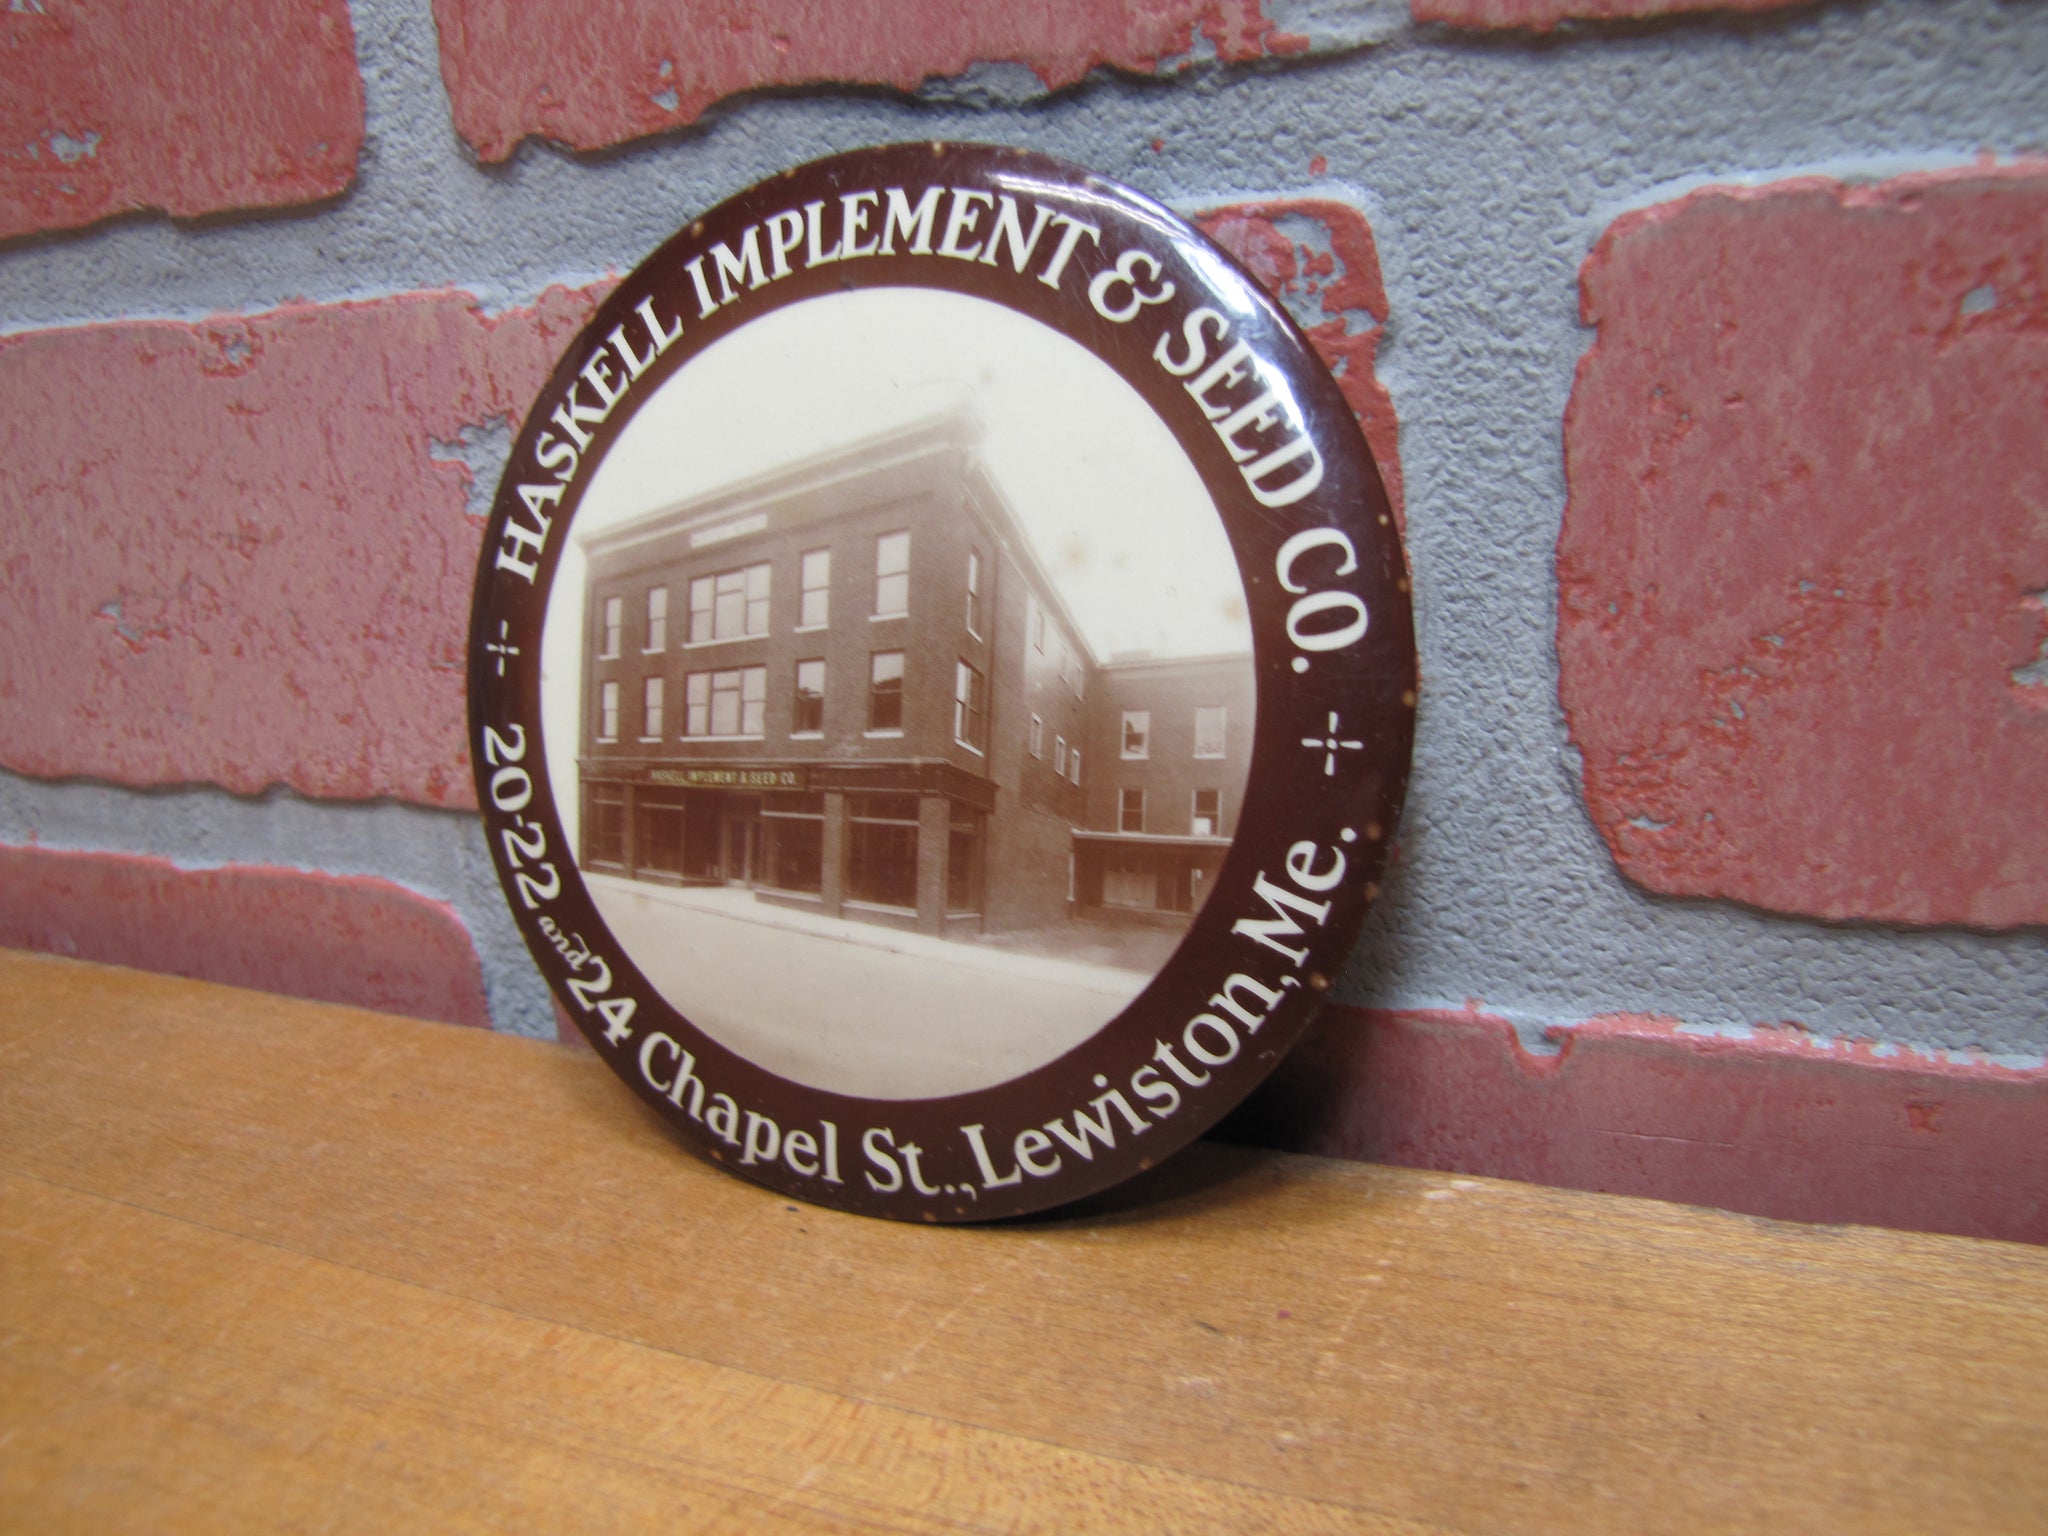 HASKELL IMPLEMENT & SEED CO.
20-22 and 24 Chapel St., Lewiston, Me.
HASKELL IMPLEMENT & SEED CO.